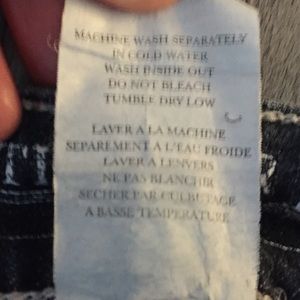 MACHINE WASH SEPARATELY
IN COLD WATER
WASH INSIDE OUT
DO NOT BLEACH
TUMBLE DRY LOW
LAVER A LA MACHINE
SEPAREMENT A L'EAU FROIDE
LAVER A L'ENVERS
NE PAS BLANCHIR
SECHER PAR CULBUTAGE
A BASSE TEMPERATURE